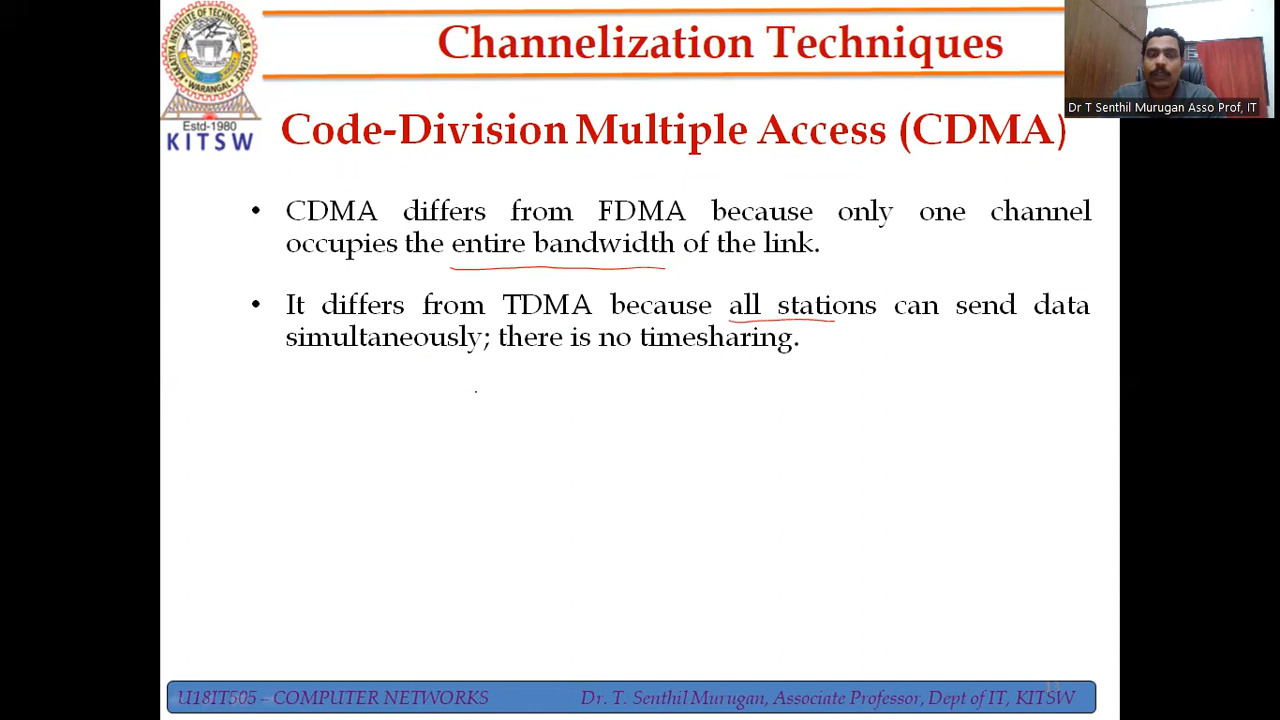 Channelization Techniques
KAKATIYA INSTITUTE OF TECHNOLOGY & SCIENCE
WARANGAL
Estd-1980
KITSW
Dr T Senthil Murugan Asso Prof, IT
Code-Division Multiple Access (CDMA)
• CDMA differs from FDMA because only one channel
occupies the entire bandwidth of the link.
• It differs from TDMA because all stations can send data
simultaneously; there is no timesharing.
U18IT505 – COMPUTER NETWORKS Dr. T. Senthil Murugan, Associate Professor, Dept of IT, KITSW